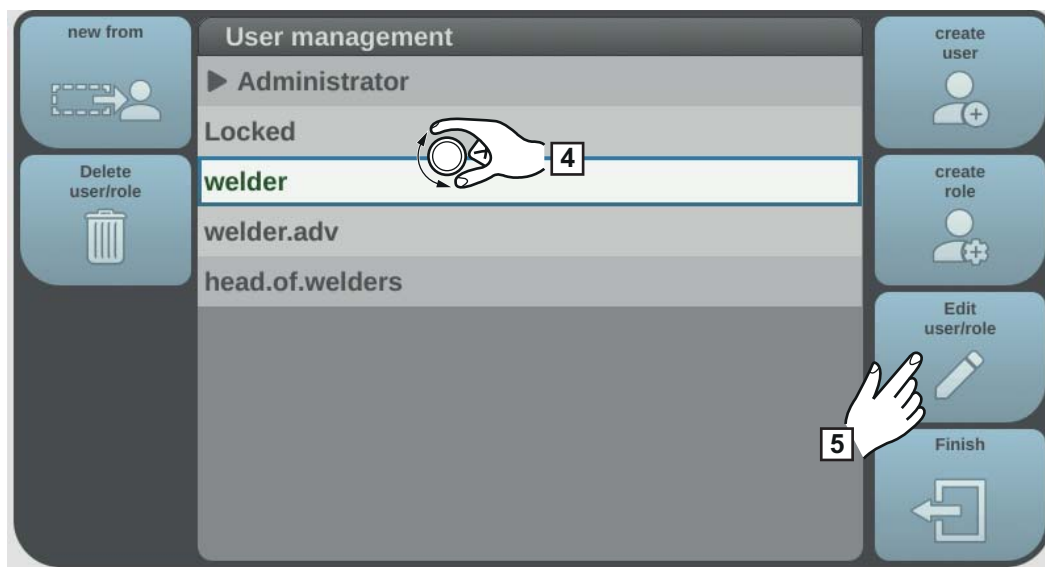 new from
User management
create
user
Administrator
Locked
4
Delete
user/role
welder
create
role
welder.adv
head.of.welders
Edit
user/role
5
Finish